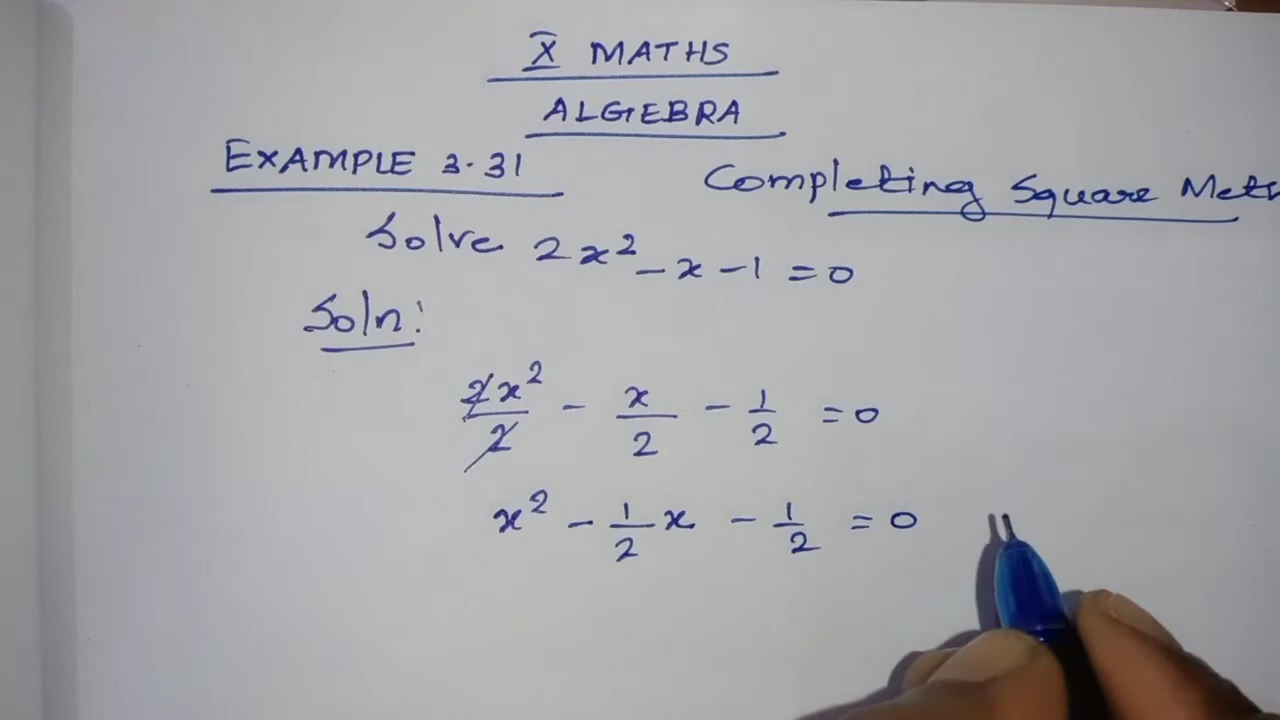 X MATHS
ALGEBRA
EXAMPLE 3.31
Completing Square
Solve 2x² - x - 1 = 0
Soln:
2x²/2 - x/2 - 1/2 = 0
x² - 1/2 x - 1/2 = 0